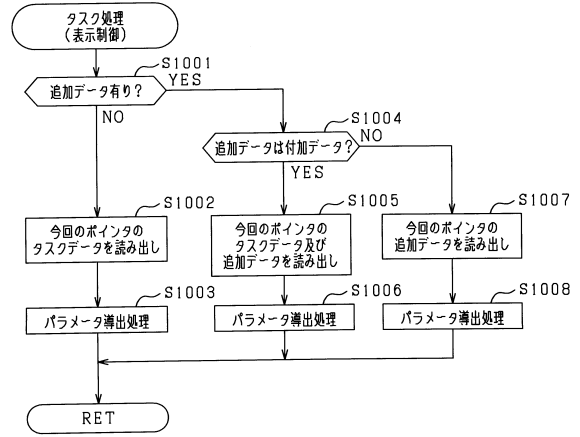 タスク処理
(表示制御)
S1001
追加データ有り?
YES
NO
S1004
追加データは付加データ?
NO
YES
S1002
今回のポインタの
タスクデータを読み出し
S1005
今回のポインタの
タスクデータ及び
追加データを読み出し
S1007
今回のポインタの
追加データを読み出し
S1003
パラメータ導出処理
S1006
パラメータ導出処理
S1008
パラメータ導出処理
RET